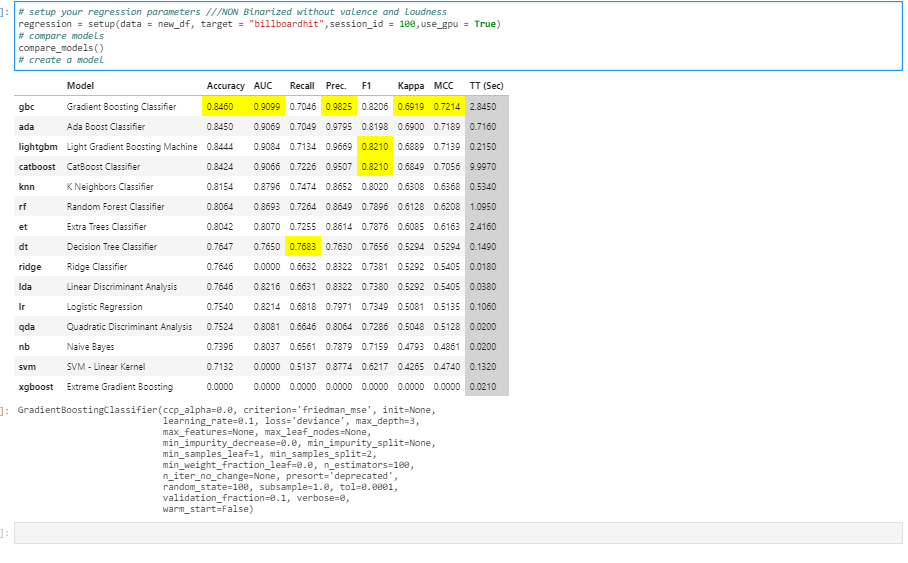 ]: # setup your regression parameters ///NON Binarized without valence and loudness
regression = setup(data = new_df, target = "billboardhit",session_id = 100,use_gpu = True)
# compare models
compare_models()
# create a model
Model Accuracy AUC Recall Prec. F1 Kappa MCC TT (Sec)
gbc Gradient Boosting Classifier 0.8460 0.9099 0.7046 0.9825 0.8206 0.6919 0.7214 2.8450
ada Ada Boost Classifier 0.8450 0.9069 0.7049 0.9795 0.8198 0.6900 0.7189 0.7160
lightgbm Light Gradient Boosting Machine 0.8444 0.9084 0.7134 0.9669 0.8210 0.6889 0.7139 0.2150
catboost CatBoost Classifier 0.8424 0.9066 0.7226 0.9507 0.8210 0.6849 0.7056 9.9970
knn K Neighbors Classifier 0.8154 0.8796 0.7474 0.8652 0.8020 0.6308 0.6368 0.5340
rf Random Forest Classifier 0.8064 0.8693 0.7264 0.8649 0.7896 0.6128 0.6208 1.0950
et Extra Trees Classifier 0.8042 0.8070 0.7255 0.8614 0.7876 0.6085 0.6163 2.4160
dt Decision Tree Classifier 0.7647 0.7650 0.7683 0.7630 0.7656 0.5294 0.5294 0.1490
ridge Ridge Classifier 0.7646 0.0000 0.6632 0.8322 0.7381 0.5292 0.5405 0.0180
lda Linear Discriminant Analysis 0.7646 0.8216 0.6631 0.8322 0.7380 0.5292 0.5405 0.0380
lr Logistic Regression 0.7540 0.8214 0.6818 0.7971 0.7349 0.5081 0.5135 0.1060
qda Quadratic Discriminant Analysis 0.7524 0.8081 0.6646 0.8064 0.7286 0.5048 0.5128 0.0200
nb Naive Bayes 0.7396 0.8037 0.6561 0.7879 0.7159 0.4793 0.4861 0.0200
svm SVM - Linear Kernel 0.7132 0.0000 0.5137 0.8774 0.6217 0.4265 0.4740 0.1320
xgboost Extreme Gradient Boosting 0.0000 0.0000 0.0000 0.0000 0.0000 0.0000 0.0000 0.0210
]: GradientBoostingClassifier(ccp_alpha=0.0, criterion='friedman_mse', init=None,
learning_rate=0.1, loss='deviance', max_depth=3,
max_features=None, max_leaf_nodes=None,
min_impurity_decrease=0.0, min_impurity_split=None,
min_samples_leaf=1, min_samples_split=2,
min_weight_fraction_leaf=0.0, n_estimators=100,
n_iter_no_change=None, presort='deprecated',
random_state=100, subsample=1.0, tol=0.0001,
validation_fraction=0.1, verbose=0,
warm_start=False)
]: